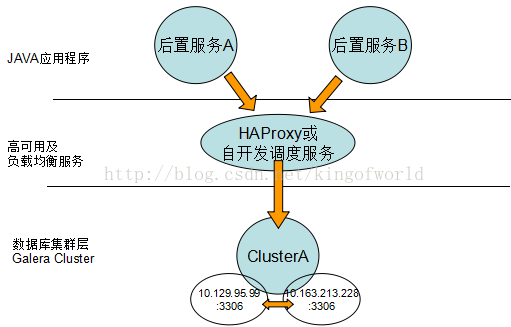 后置服务A
后置服务B
JAVA应用程序
HAProxy或
自开发调度服务
高可用及
负载均衡服务
http://blog.csdn.net/kingofworld
数据库集群层
Galera Cluster
ClusterA
10.129.95.99
:3306
10.163.213.228
:3306